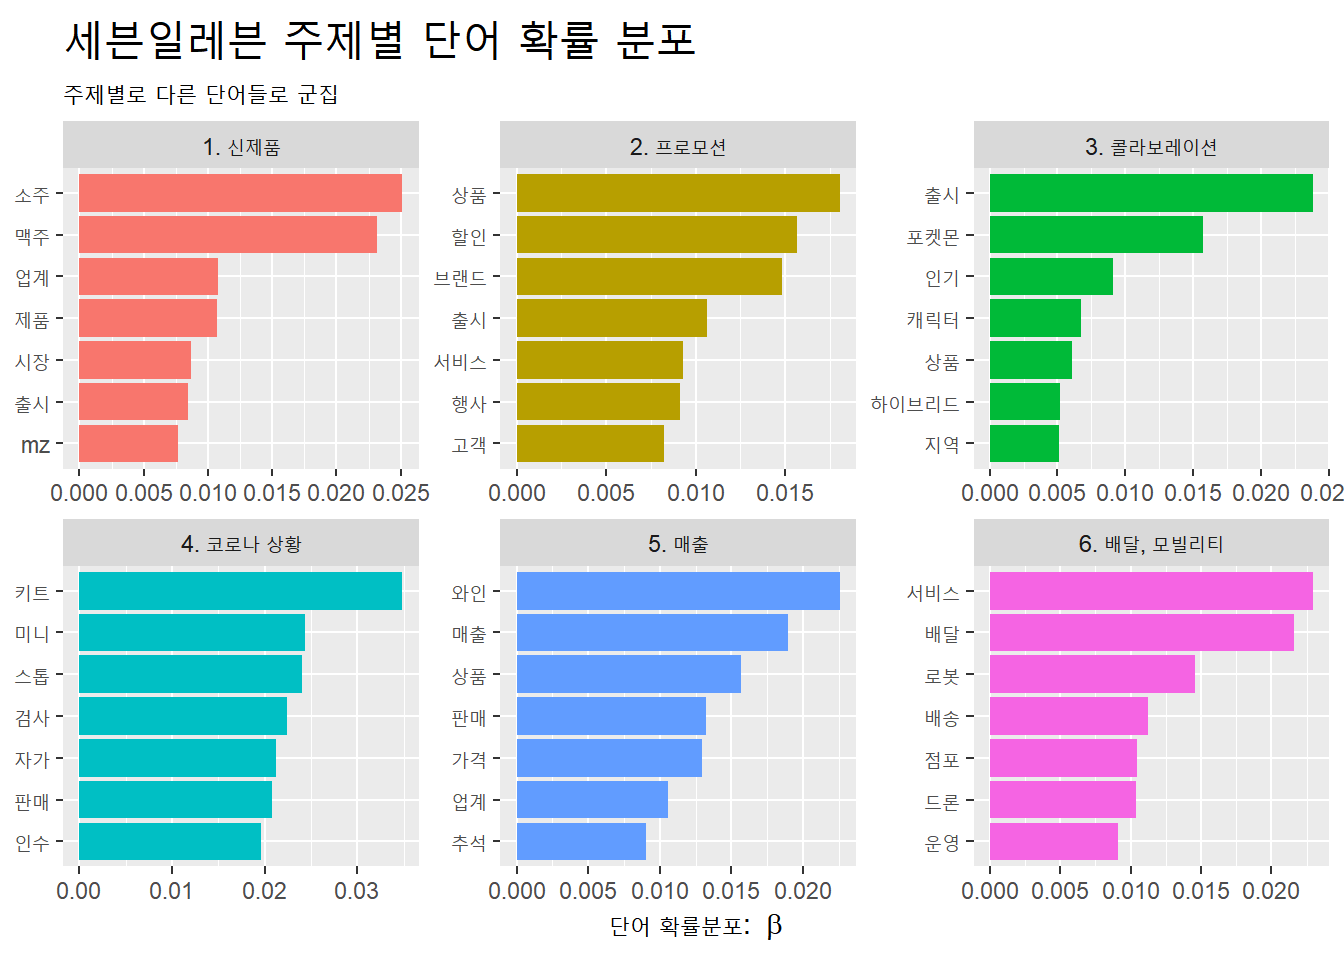 세븐일레븐 주제별 단어 확률 분포
주제별로 다른 단어들로 군집
1. 신제품
소주
맥주
업계
제품
시장
출시
mz
0.000 0.005 0.010 0.015 0.020 0.025
2. 프로모션
상품
할인
브랜드
출시
서비스
행사
고객
0.000 0.005 0.010 0.015
3. 콜라보레이션
출시
포켓몬
인기
캐릭터
상품
하이브리드
지역
0.000 0.005 0.010 0.015 0.020 0.02
4. 코로나 상황
키트
미니
스톱
검사
자가
판매
인수
0.00 0.01 0.02 0.03
5. 매출
와인
매출
상품
판매
가격
업계
추석
0.000 0.005 0.010 0.015 0.020
6. 배달, 모빌리티
서비스
배달
로봇
배송
점포
드론
운영
0.000 0.005 0.010 0.015 0.020
단어 확률분포: β